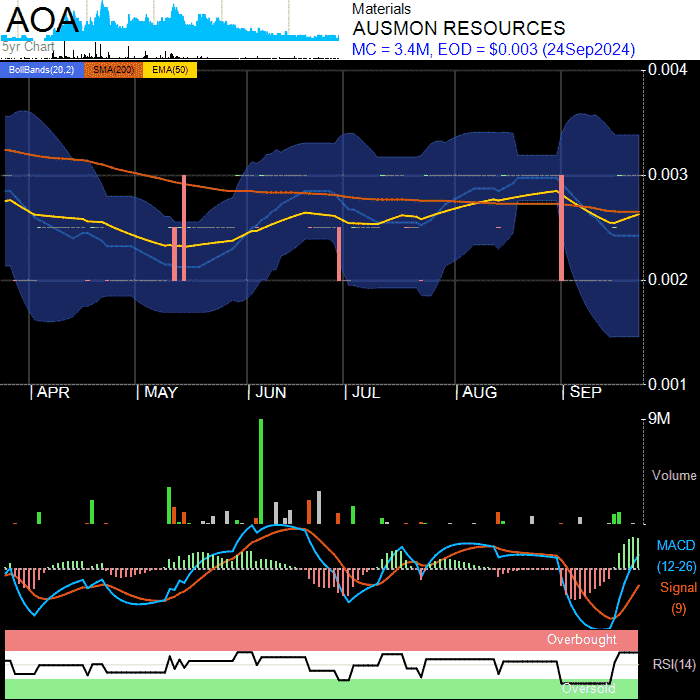 AOA
5yr Chart
Materials
AUSMON RESOURCES
MC = 3.4M, EOD = $0.003 (24Sep2024)
BollBands(20,2) SMA(200) EMA(50)
0.004
0.003
0.002
0.001
APR MAY JUN JUL AUG SEP
9M
Volume
MACD
(12-26)
Signal
(9)
Overbought
RSI(14)
Oversold